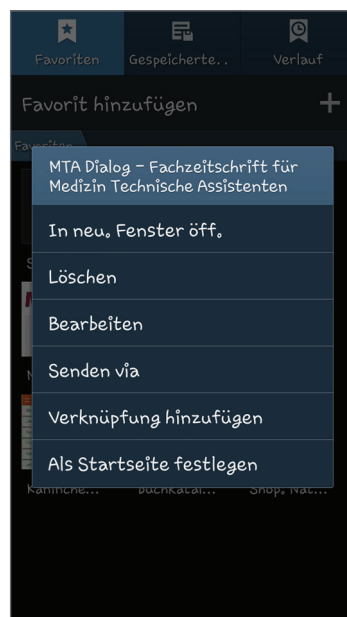 Favoriten
Gespeicherte..
Verlauf
Favorit hinzufügen
Favoriten
MTA Dialog – Fachzeitschrift für
Medizin Technische Assistenten
In neu. Fenster öff.
Löschen
Bearbeiten
Senden via
Verknüpfung hinzufügen
Als Startseite festlegen
Kaninche...
Buchkatal...
Shop. Nat...